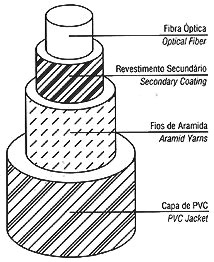 Fibra Óptica
Optical Fiber
Revestimento Secundário
Secondary Coating
Fios de Aramida
Aramid Yarns
Capa de PVC
PVC Jacket